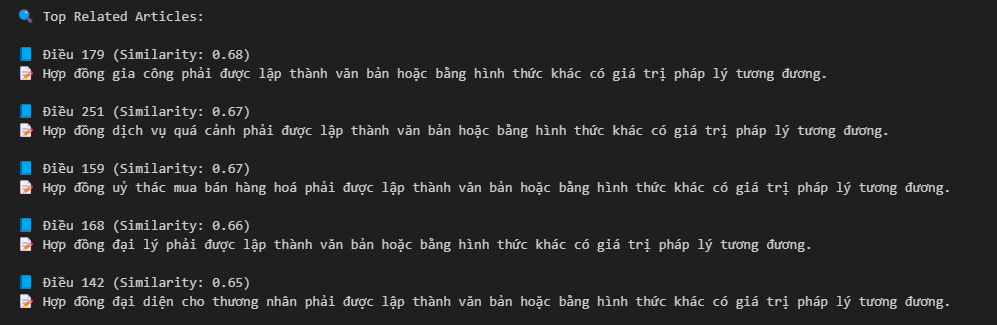 🔍 Top Related Articles:
📘 Điều 179 (Similarity: 0.68)
📝 Hợp đồng gia công phải được lập thành văn bản hoặc bằng hình thức khác có giá trị pháp lý tương đương.
📘 Điều 251 (Similarity: 0.67)
📝 Hợp đồng dịch vụ quá cảnh phải được lập thành văn bản hoặc bằng hình thức khác có giá trị pháp lý tương đương.
📘 Điều 159 (Similarity: 0.67)
📝 Hợp đồng uỷ thác mua bán hàng hoá phải được lập thành văn bản hoặc bằng hình thức khác có giá trị pháp lý tương đương.
📘 Điều 168 (Similarity: 0.66)
📝 Hợp đồng đại lý phải được lập thành văn bản hoặc bằng hình thức khác có giá trị pháp lý tương đương.
📘 Điều 142 (Similarity: 0.65)
📝 Hợp đồng đại diện cho thương nhân phải được lập thành văn bản hoặc bằng hình thức khác có giá trị pháp lý tương đương.